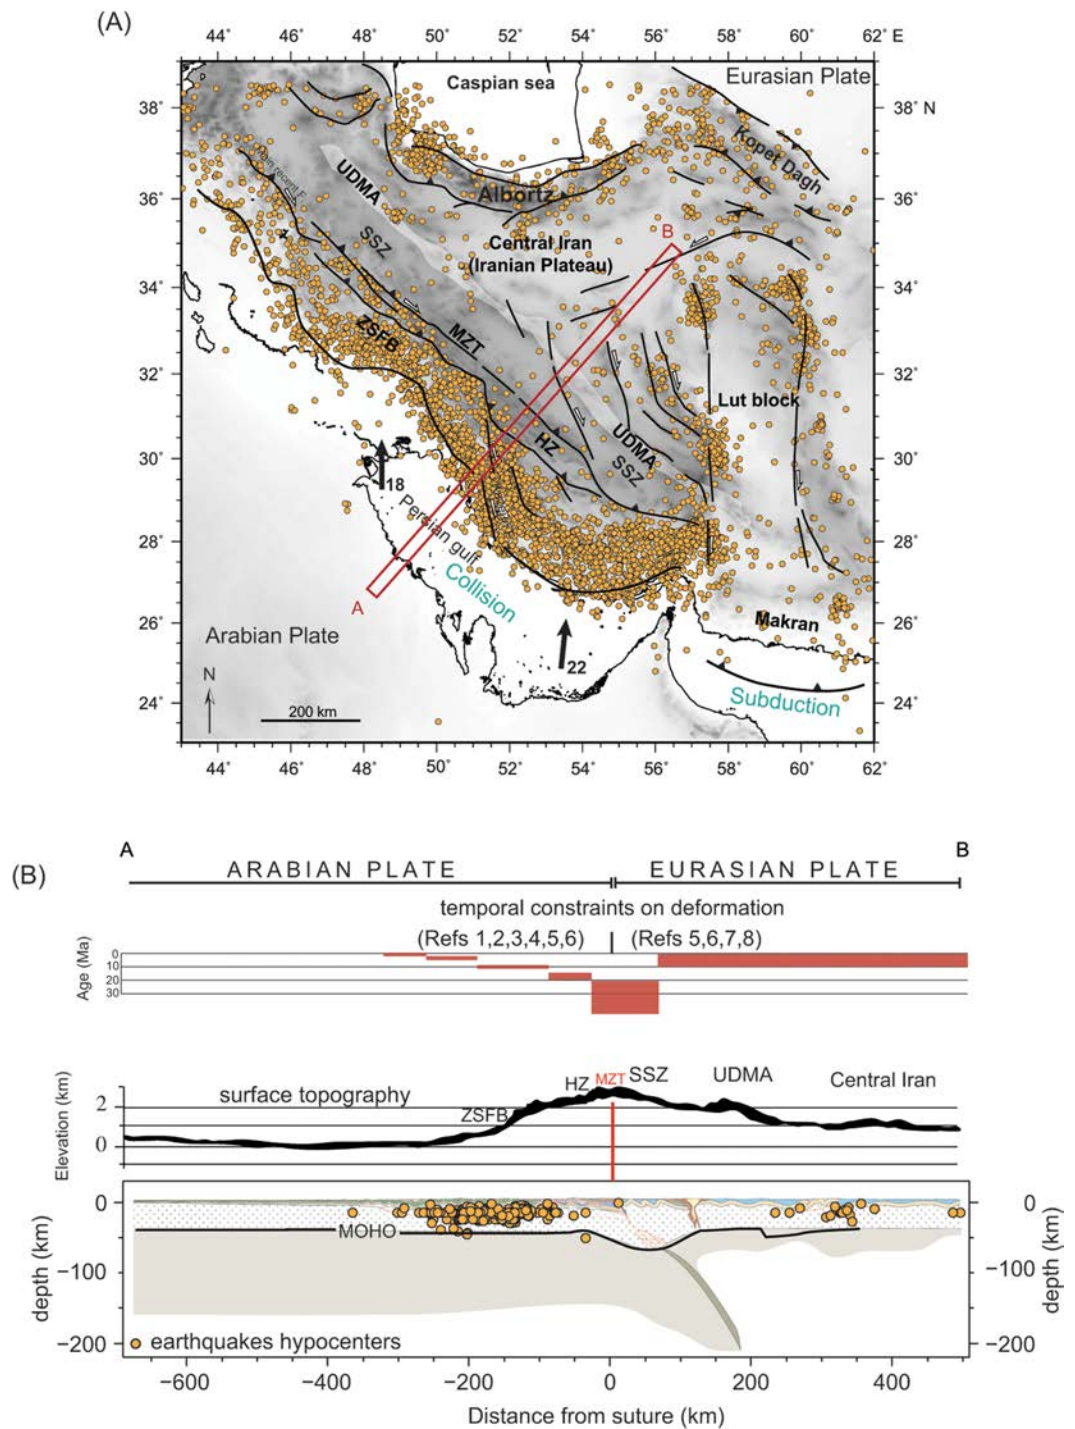 (A)
44° 46° 48° 50° 52° 54° 56° 58° 60° 62° E
Caspian sea
Eurasian Plate
38°
38° N
Kopet Dagh
Main recent F.
UDMA
Albortz
36°
36°
SSZ
Central Iran
(Iranian Plateau)
B
34°
34°
ZSFB
MZT
32°
32°
Lut block
HZ
UDMA
SSZ
30°
30°
18
Persian gulf
28°
28°
Collision
A
Makran
26°
26°
Arabian Plate
22
N
Subduction
24°
24°
200 km
44° 46° 48° 50° 52° 54° 56° 58° 60° 62°
(B)
A
B
ARABIAN PLATE
EURASIAN PLATE
temporal constraints on deformation
(Refs 1,2,3,4,5,6)
(Refs 5,6,7,8)
Age (Ma)
0
10
20
30
Elevation (km)
2
0
surface topography
ZSFB
HZ
MZT
SSZ
UDMA
Central Iran
depth (km)
0
−100
−200
MOHO
earthquakes hypocenters
0
−100
−200
depth (km)
−600 −400 −200 0 200 400
Distance from suture (km)